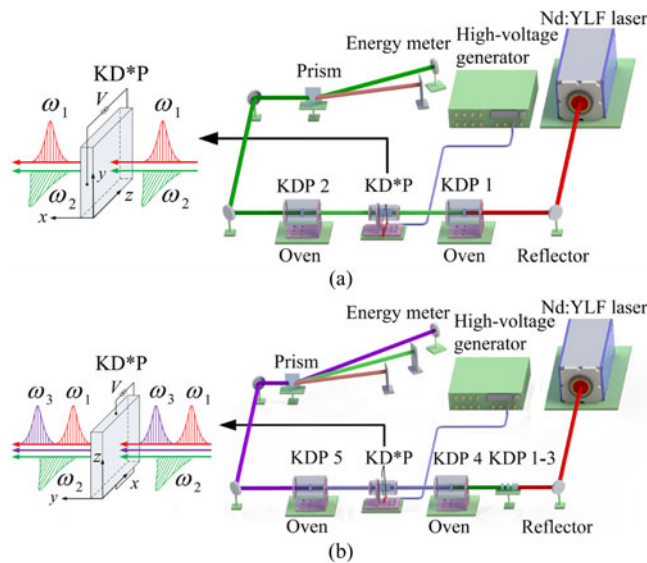 Nd:YLF laser
Energy meter
High-voltage
generator
Prism
KD*P
V
ω₁
ω₁
y
ω₂
z
ω₂
x
KDP 2
KD*P
KDP 1
Oven
Oven
Reflector
(a)
Nd:YLF laser
Energy meter
High-voltage
generator
Prism
KD*P
V
ω₃
ω₁
ω₃
ω₁
z
ω₂
x
ω₂
y
KDP 5
KD*P
KDP 4
KDP 1-3
Oven
Oven
Reflector
(b)